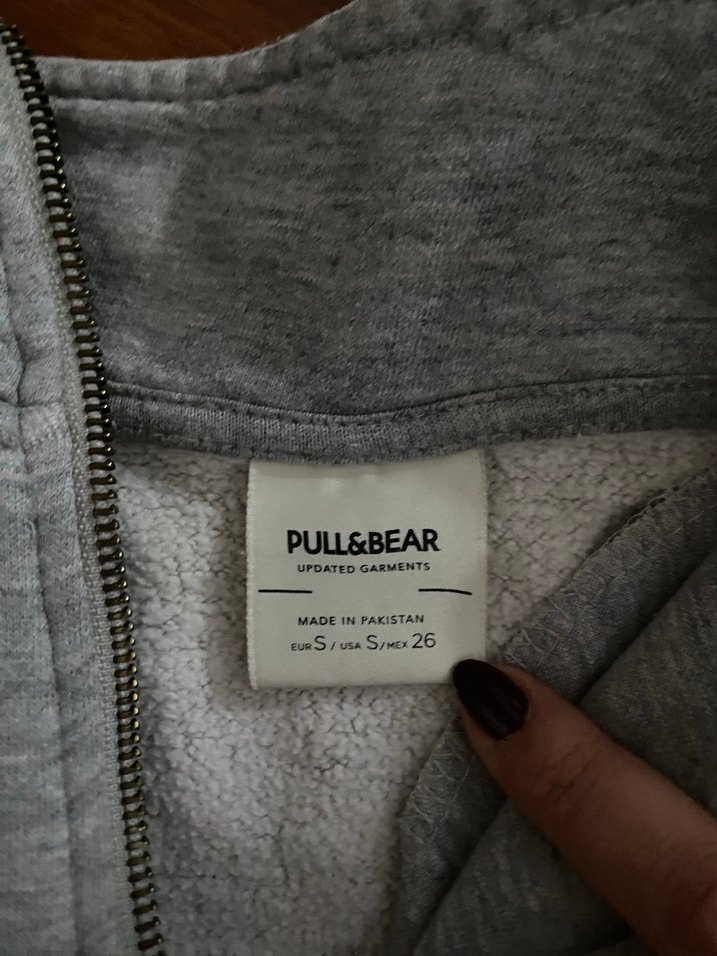 PULL&BEAR
UPDATED GARMENTS
MADE IN PAKISTAN
EUR S / USA S/MEX 26